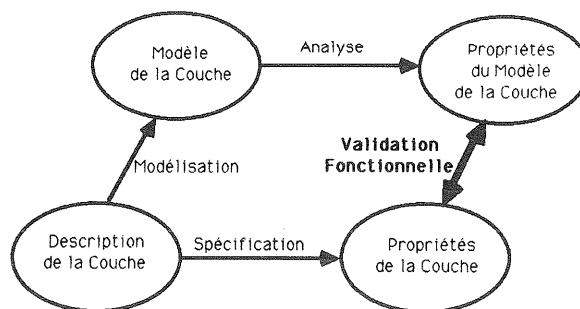 Modèle
de la Couche
Analyse
Propriétés
du Modèle
de la Couche
Modélisation
Validation
Fonctionnelle
Description
de la Couche
Spécification
Propriétés
de la Couche